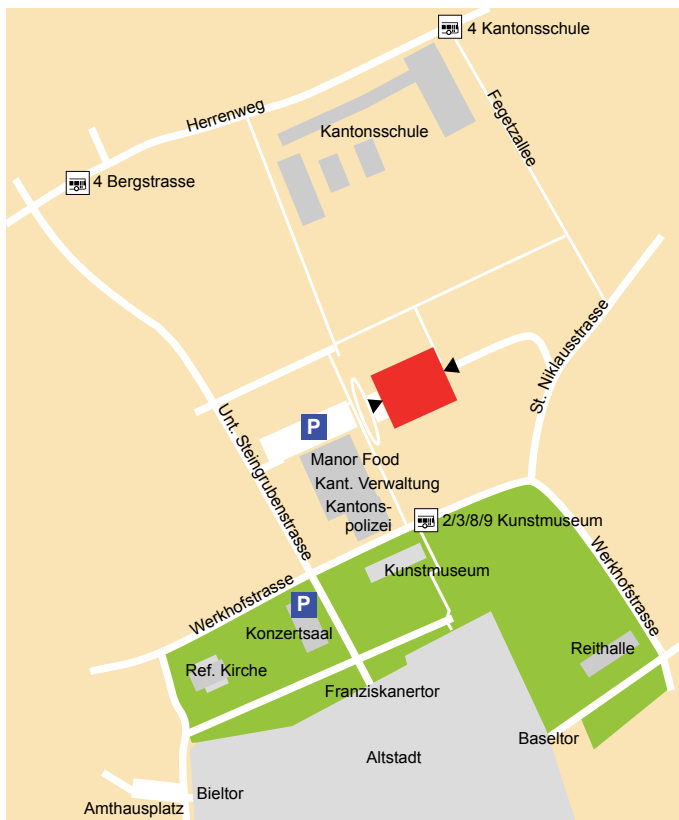 4 Kantonsschule
Herrenweg
Fegetzallee
Kantonsschule
4 Bergstrasse
St. Niklausstrasse
Unt. Steingrubenstrasse
P
Manor Food
Kant. Verwaltung
Kantons-
polizei
2/3/8/9 Kunstmuseum
Werkhofstrasse
Kunstmuseum
Werkhofstrasse
P
Konzertsaal
Reithalle
Ref. Kirche
Franziskanertor
Baseltor
Altstadt
Bieltor
Amthausplatz